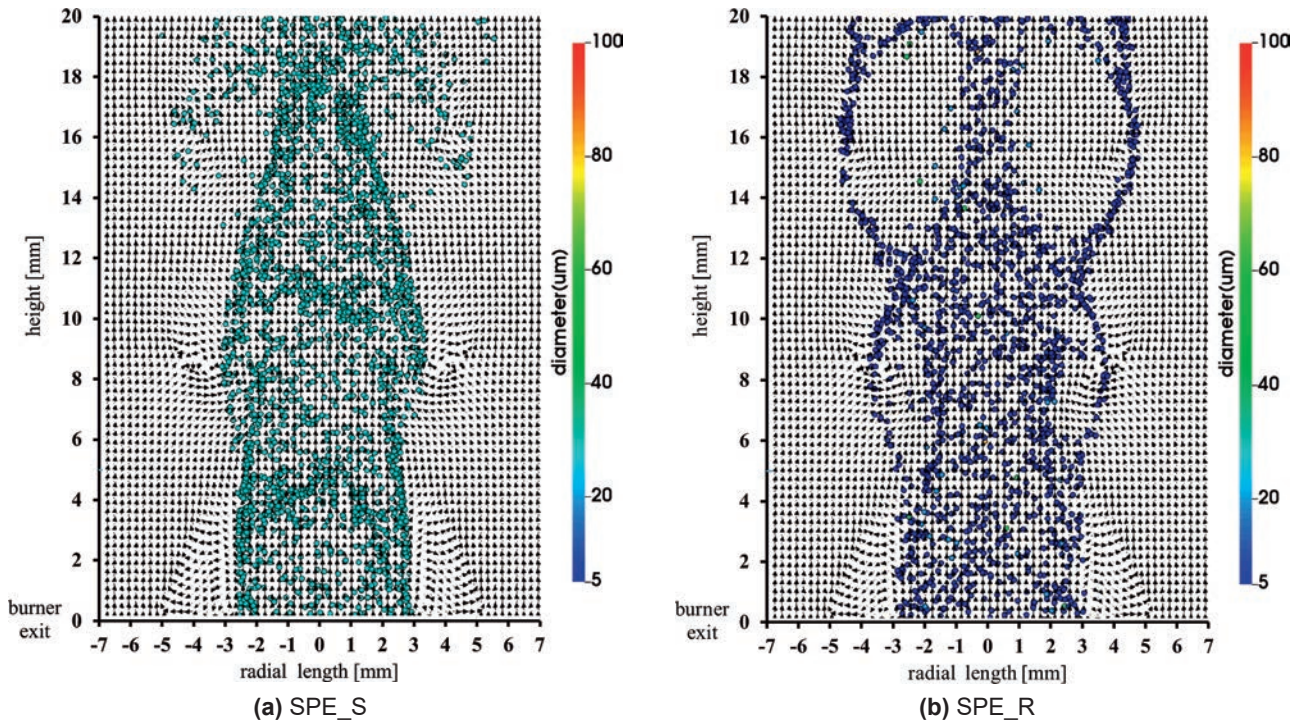 20
18
16
14
12
10
8
6
4
2
0
height [mm]
burner
exit
-7 -6 -5 -4 -3 -2 -1 0 1 2 3 4 5 6 7
radial length [mm]
100
80
60
40
20
5
diameter(um)
(a) SPE_S
20
18
16
14
12
10
8
6
4
2
0
height [mm]
burner
exit
-7 -6 -5 -4 -3 -2 -1 0 1 2 3 4 5 6 7
radial length [mm]
100
80
60
40
20
5
diameter(um)
(b) SPE_R